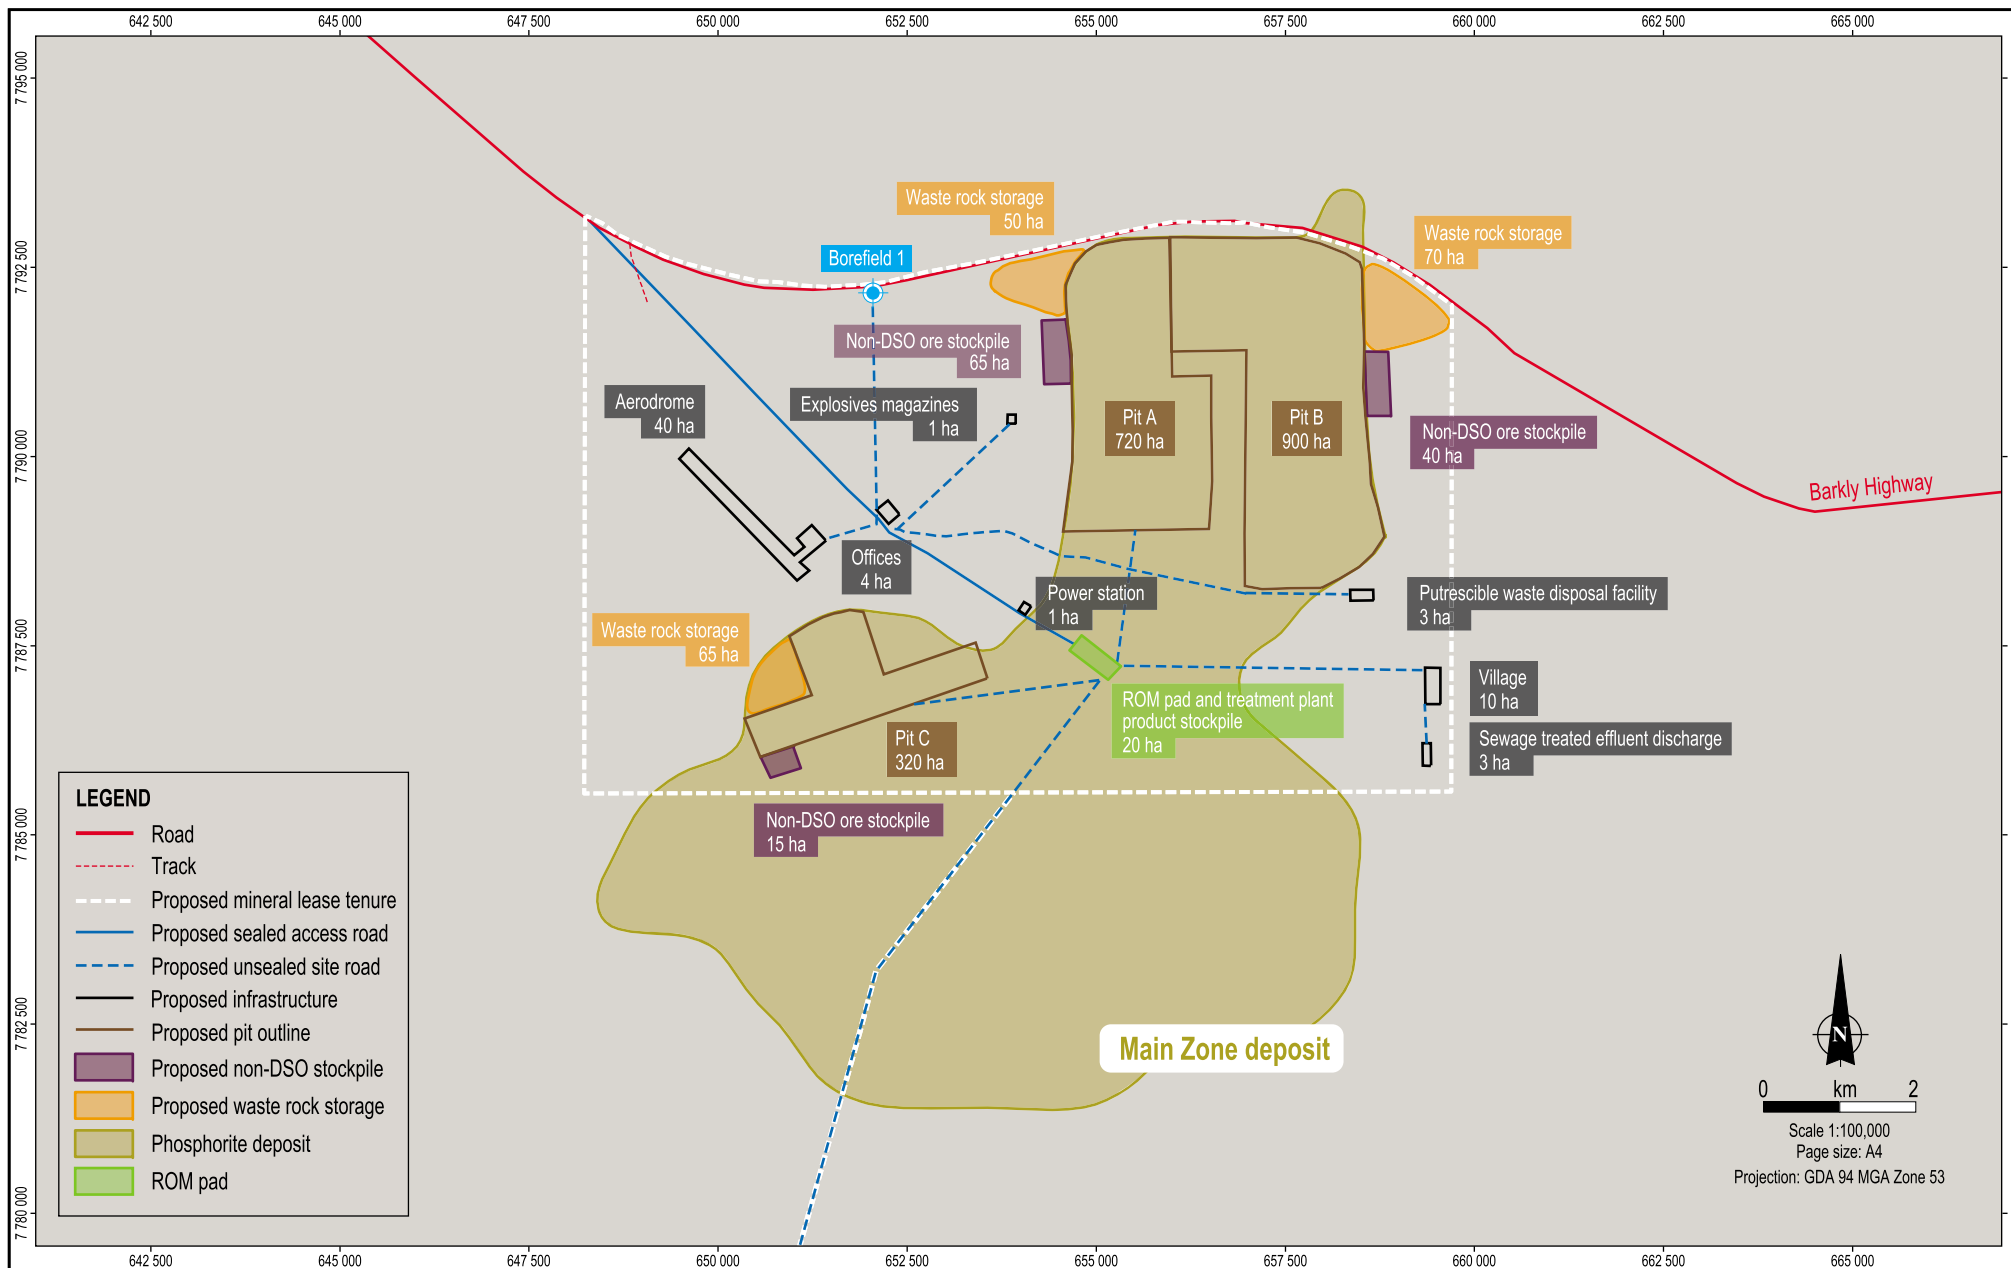 642 500 645 000 647 500 650 000 652 500 655 000 657 500 660 000 662 500 665 000
7 795 000
7 792 500
7 790 000
7 787 500
7 785 000
7 782 500
7 780 000
Waste rock storage
50 ha
Waste rock storage
70 ha
Borefield 1
Non-DSO ore stockpile
65 ha
Aerodrome
40 ha
Explosives magazines
1 ha
Pit A
720 ha
Pit B
900 ha
Non-DSO ore stockpile
40 ha
Barkly Highway
Offices
4 ha
Power station
1 ha
Putrescible waste disposal facility
3 ha
Waste rock storage
65 ha
Village
10 ha
ROM pad and treatment plant
product stockpile
20 ha
Pit C
320 ha
Sewage treated effluent discharge
3 ha
Non-DSO ore stockpile
15 ha
Main Zone deposit
LEGEND
Road
Track
Proposed mineral lease tenure
Proposed sealed access road
Proposed unsealed site road
Proposed infrastructure
Proposed pit outline
Proposed non-DSO stockpile
Proposed waste rock storage
Phosphorite deposit
ROM pad
N
0 km 2
Scale 1:100,000
Page size: A4
Projection: GDA 94 MGA Zone 53
642 500 645 000 647 500 650 000 652 500 655 000 657 500 660 000 662 500 665 000